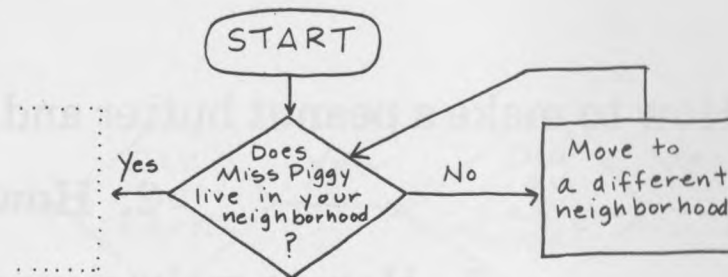 START
Does
Miss Piggy
live in your
neighborhood
?
Yes
No
Move to
a different
neighborhood